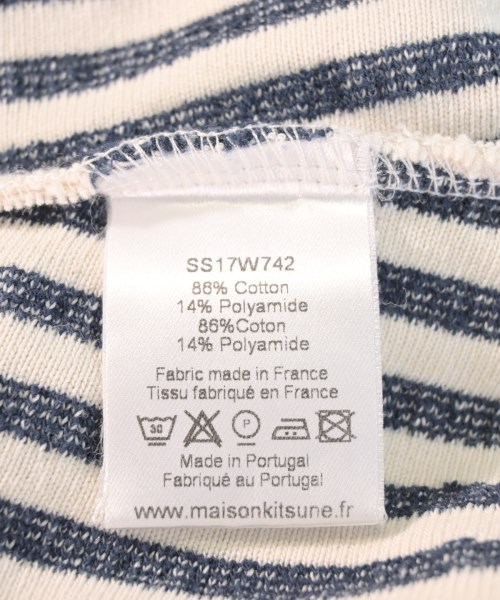 SS17W742
86% Cotton
14% Polyamide
86%Coton
14% Polyamide
Fabric made in France
Tissu fabriqué en France
30 P
Made in Portugal
Fabriqué au Portugal
www.maisonkitsune.fr